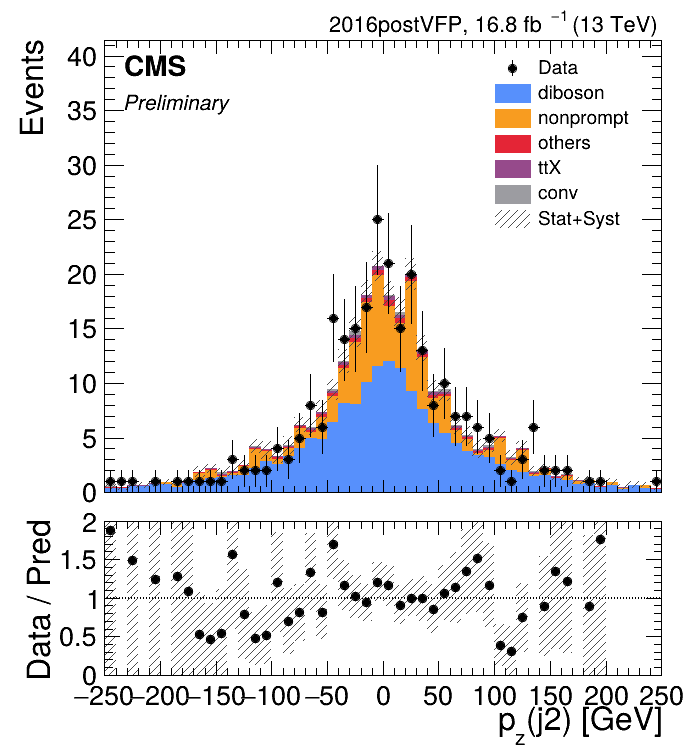 2016postVFP, 16.8 fb⁻¹ (13 TeV)
Events
CMS
Preliminary
Data
diboson
nonprompt
others
ttX
conv
Stat+Syst
40
35
30
25
20
15
10
5
0
Data / Pred
2
1.5
1
0.5
0
−250 −200 −150 −100 −50 0 50 100 150 200 250
p_z(j2) [GeV]